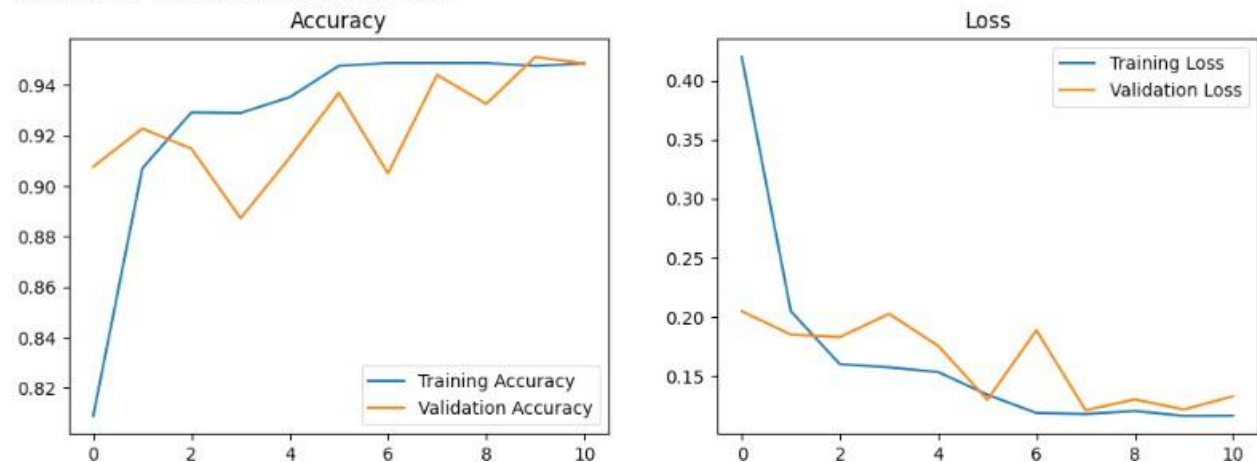 Accuracy
0.94
0.92
0.90
0.88
0.86
0.84
0.82
Training Accuracy
Validation Accuracy
0 2 4 6 8 10
Loss
0.40
0.35
0.30
0.25
0.20
0.15
Training Loss
Validation Loss
0 2 4 6 8 10